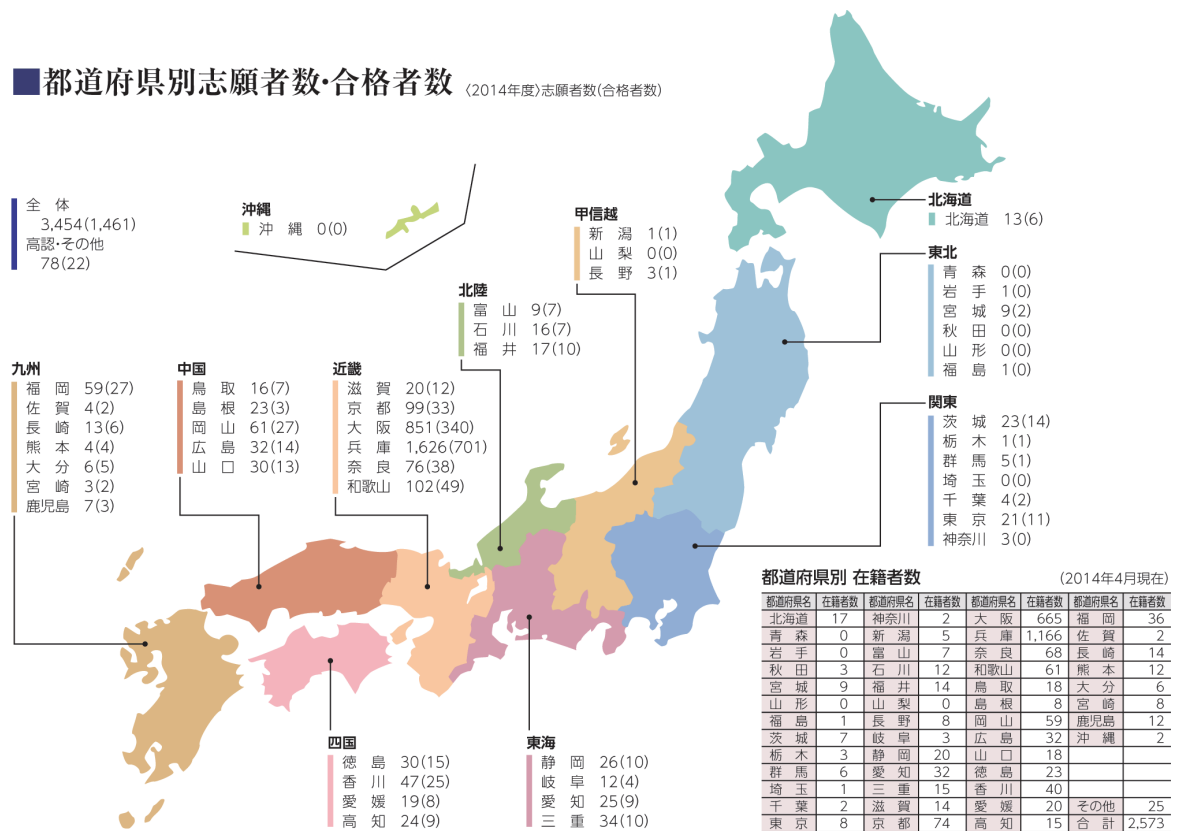 ■都道府県別志願者数・合格者数 〈2014年度〉志願者数(合格者数)
全　体
3,454(1,461)
高認・その他
78(22)
沖縄
沖　縄 0(0)
甲信越
新　潟 1(1)
山　梨 0(0)
長　野 3(1)
北海道
北海道 13(6)
東北
青　森 0(0)
岩　手 1(0)
宮　城 9(2)
秋　田 0(0)
山　形 0(0)
福　島 1(0)
北陸
富　山 9(7)
石　川 16(7)
福　井 17(10)
九州
福　岡 59(27)
佐　賀 4(2)
長　崎 13(6)
熊　本 4(4)
大　分 6(5)
宮　崎 3(2)
鹿児島 7(3)
中国
鳥　取 16(7)
島　根 23(3)
岡　山 61(27)
広　島 32(14)
山　口 30(13)
近畿
滋　賀 20(12)
京　都 99(33)
大　阪 851(340)
兵　庫 1,626(701)
奈　良 76(38)
和歌山 102(49)
関東
茨　城 23(14)
栃　木 1(1)
群　馬 5(1)
埼　玉 0(0)
千　葉 4(2)
東　京 21(11)
神奈川 3(0)
四国
徳　島 30(15)
香　川 47(25)
愛　媛 19(8)
高　知 24(9)
東海
静　岡 26(10)
岐　阜 12(4)
愛　知 25(9)
三　重 34(10)
都道府県別 在籍者数 (2014年4月現在)
都道府県名 在籍者数 都道府県名 在籍者数 都道府県名 在籍者数 都道府県名 在籍者数
北海道 17 神奈川 2 大　阪 665 福　岡 36
青　森 0 新　潟 5 兵　庫 1,166 佐　賀 2
岩　手 0 富　山 7 奈　良 68 長　崎 14
秋　田 3 石　川 12 和歌山 61 熊　本 12
宮　城 9 福　井 14 鳥　取 18 大　分 6
山　形 0 山　梨 0 島　根 8 宮　崎 8
福　島 1 長　野 8 岡　山 59 鹿児島 12
茨　城 7 岐　阜 3 広　島 32 沖　縄 2
栃　木 3 静　岡 20 山　口 18
群　馬 6 愛　知 32 徳　島 23
埼　玉 1 三　重 15 香　川 40
千　葉 2 滋　賀 14 愛　媛 20 その他 25
東　京 8 京　都 74 高　知 15 合　計 2,573